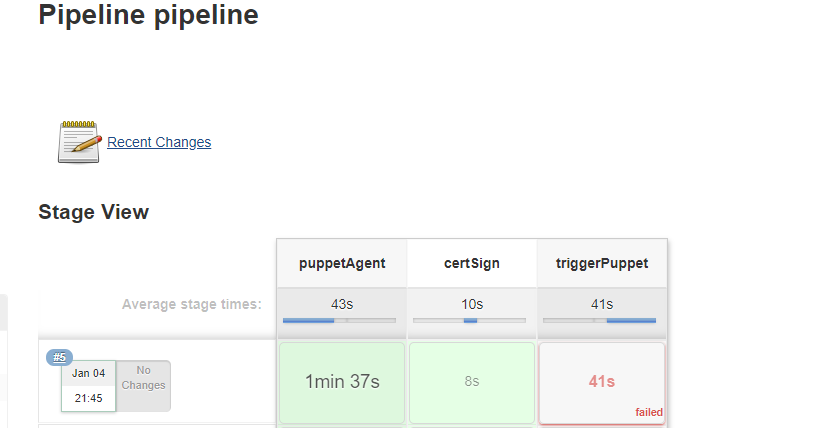 Pipeline pipeline
Recent Changes
Stage View
puppetAgent certSign triggerPuppet
Average stage times: 43s 10s 41s
#5
Jan 04 No Changes
21:45
1min 37s 8s 41s
failed